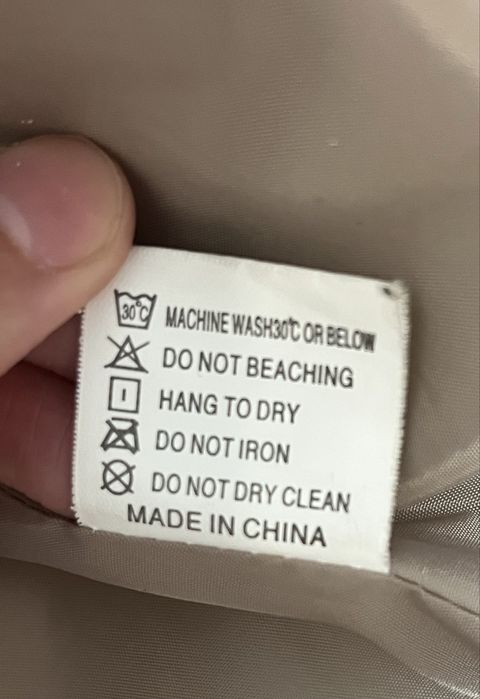 30°C MACHINE WASH30℃ OR BELOW
DO NOT BEACHING
HANG TO DRY
DO NOT IRON
DO NOT DRY CLEAN
MADE IN CHINA